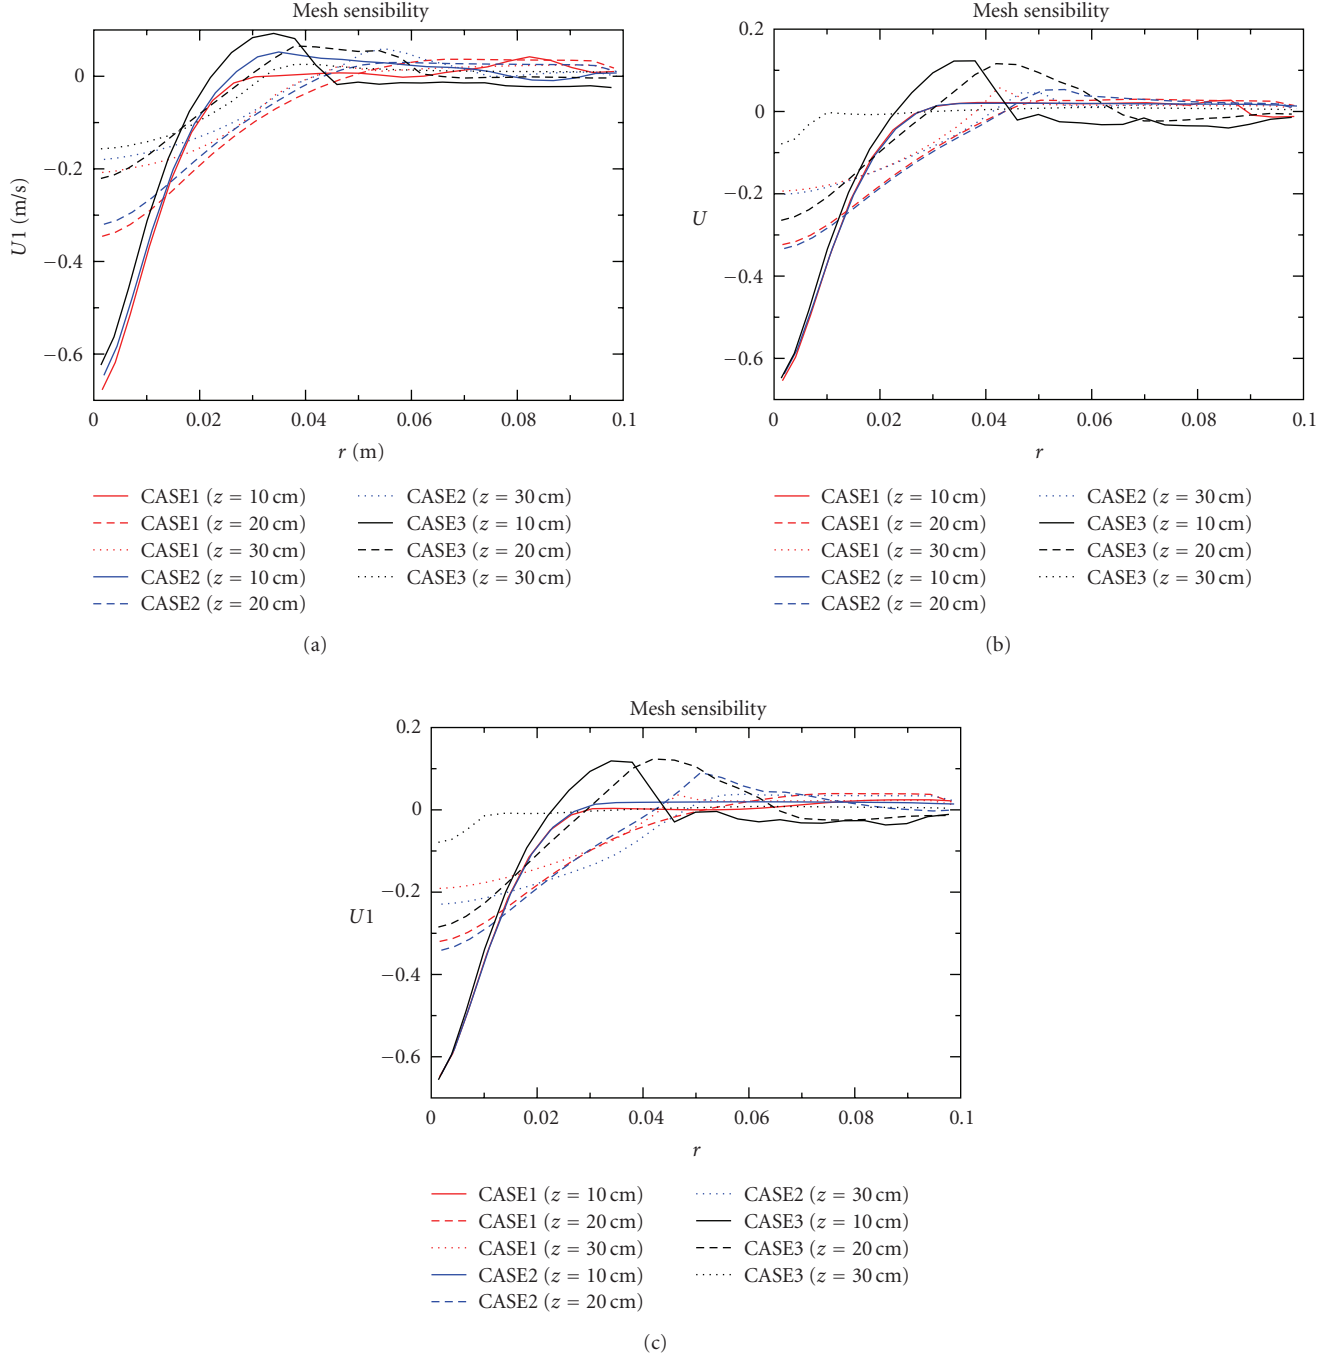 Mesh sensibility
0
−0.2
−0.4
−0.6
U1 (m/s)
0 0.02 0.04 0.06 0.08 0.1
r (m)
CASE1 (z = 10 cm)
CASE1 (z = 20 cm)
CASE1 (z = 30 cm)
CASE2 (z = 10 cm)
CASE2 (z = 20 cm)
CASE2 (z = 30 cm)
CASE3 (z = 10 cm)
CASE3 (z = 20 cm)
CASE3 (z = 30 cm)
(a)
Mesh sensibility
0.2
0
−0.2
−0.4
−0.6
U
0 0.02 0.04 0.06 0.08 0.1
r
CASE1 (z = 10 cm)
CASE1 (z = 20 cm)
CASE1 (z = 30 cm)
CASE2 (z = 10 cm)
CASE2 (z = 20 cm)
CASE2 (z = 30 cm)
CASE3 (z = 10 cm)
CASE3 (z = 20 cm)
CASE3 (z = 30 cm)
(b)
Mesh sensibility
0.2
0
−0.2
−0.4
−0.6
U1
0 0.02 0.04 0.06 0.08 0.1
r
CASE1 (z = 10 cm)
CASE1 (z = 20 cm)
CASE1 (z = 30 cm)
CASE2 (z = 10 cm)
CASE2 (z = 20 cm)
CASE2 (z = 30 cm)
CASE3 (z = 10 cm)
CASE3 (z = 20 cm)
CASE3 (z = 30 cm)
(c)